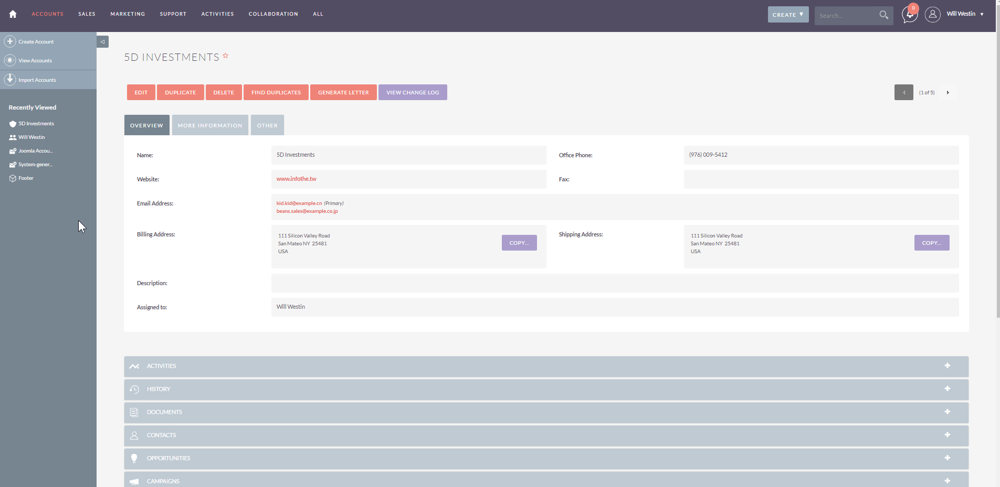 ACCOUNTS SALES MARKETING SUPPORT ACTIVITIES COLLABORATION ALL CREATE ▼ Search... 0 Will Westin ▼
Create Account
View Accounts
Import Accounts
Recently Viewed
5D Investments
Will Westin
Joomla Accou...
System-gener...
Footer
5D INVESTMENTS
EDIT DUPLICATE DELETE FIND DUPLICATES GENERATE LETTER VIEW CHANGE LOG (1 of 5)
OVERVIEW MORE INFORMATION OTHER
Name: 5D Investments Office Phone: (976) 009-5412
Website: www.infothe.tw Fax:
Email Address: kid.kid@example.cn (Primary)
beans.sales@example.co.jp
Billing Address: 111 Silicon Valley Road
San Mateo NY 25481
USA
COPY...
Shipping Address: 111 Silicon Valley Road
San Mateo NY 25481
USA
COPY...
Description:
Assigned to: Will Westin
ACTIVITIES
HISTORY
DOCUMENTS
CONTACTS
OPPORTUNITIES
CAMPAIGNS